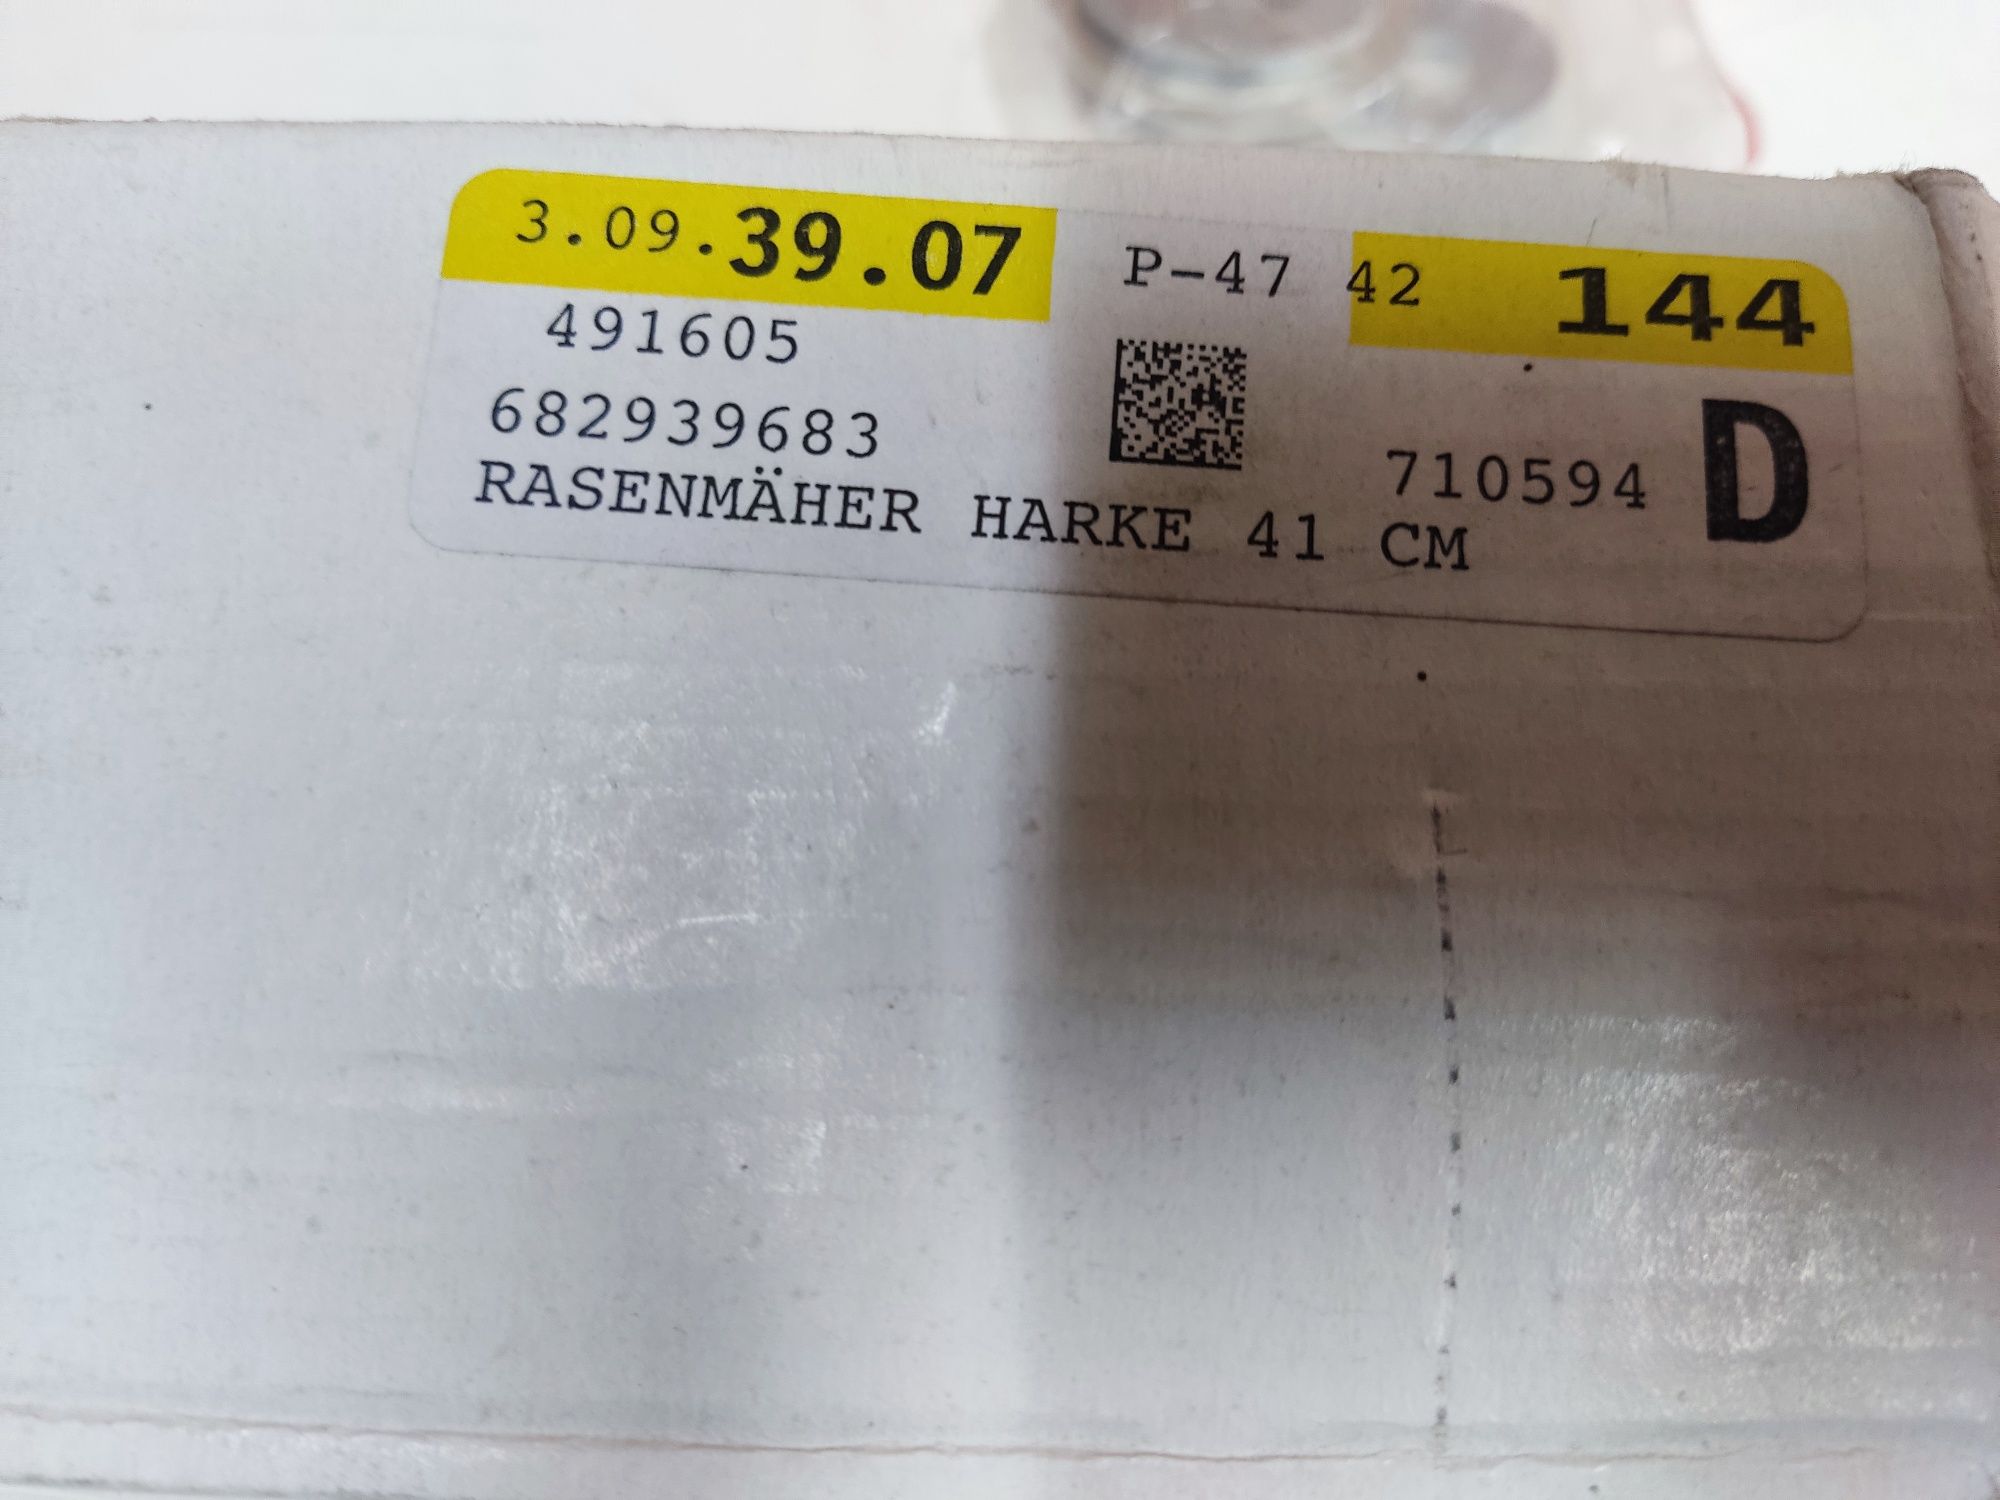 3.09.39.07 P-47 42 144
491605
682939683 710594 D
RASENMÄHER HARKE 41 CM